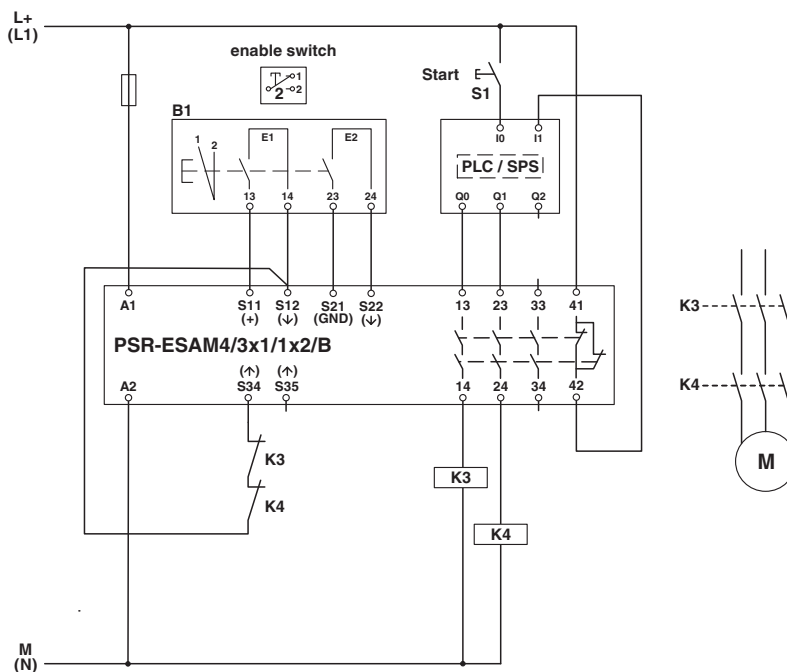 L+
(L1)
enable switch
1
2
2
Start
S1
B1
1
2
E1
E2
13
14
23
24
I0
I1
PLC / SPS
Q0
Q1
Q2
A1
S11
(+)
S12
(↓)
S21
(GND)
S22
(↓)
13
23
33
41
PSR-ESAM4/3x1/1x2/B
A2
(↑)
S34
(↑)
S35
14
24
34
42
K3
K4
K3
K4
K3
K4
M
M
(N)